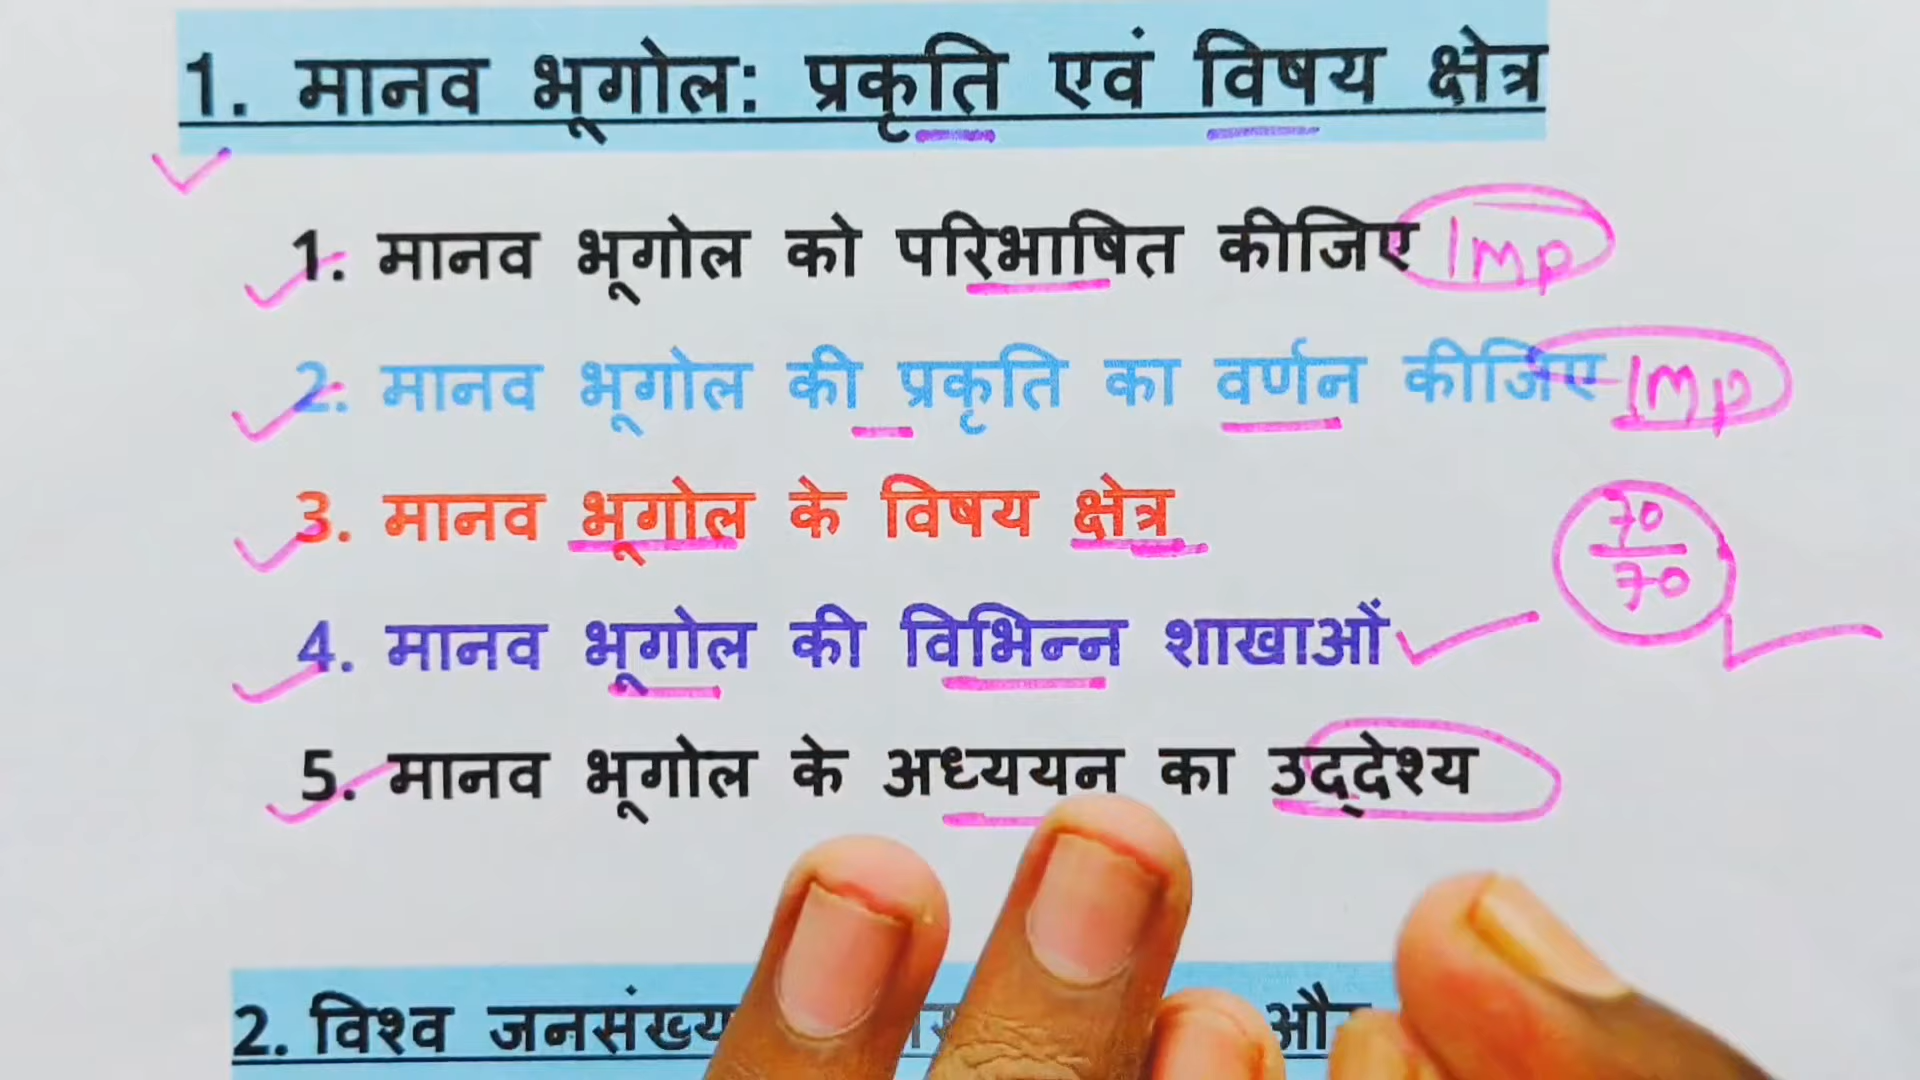 1. मानव भूगोल: प्रकृति एवं विषय क्षेत्र
1. मानव भूगोल को परिभाषित कीजिए Imp
2. मानव भूगोल की प्रकृति का वर्णन कीजिए Imp
3. मानव भूगोल के विषय क्षेत्र
70
70
4. मानव भूगोल की विभिन्न शाखाओं
5. मानव भूगोल के अध्ययन का उद्देश्य
2. विश्व